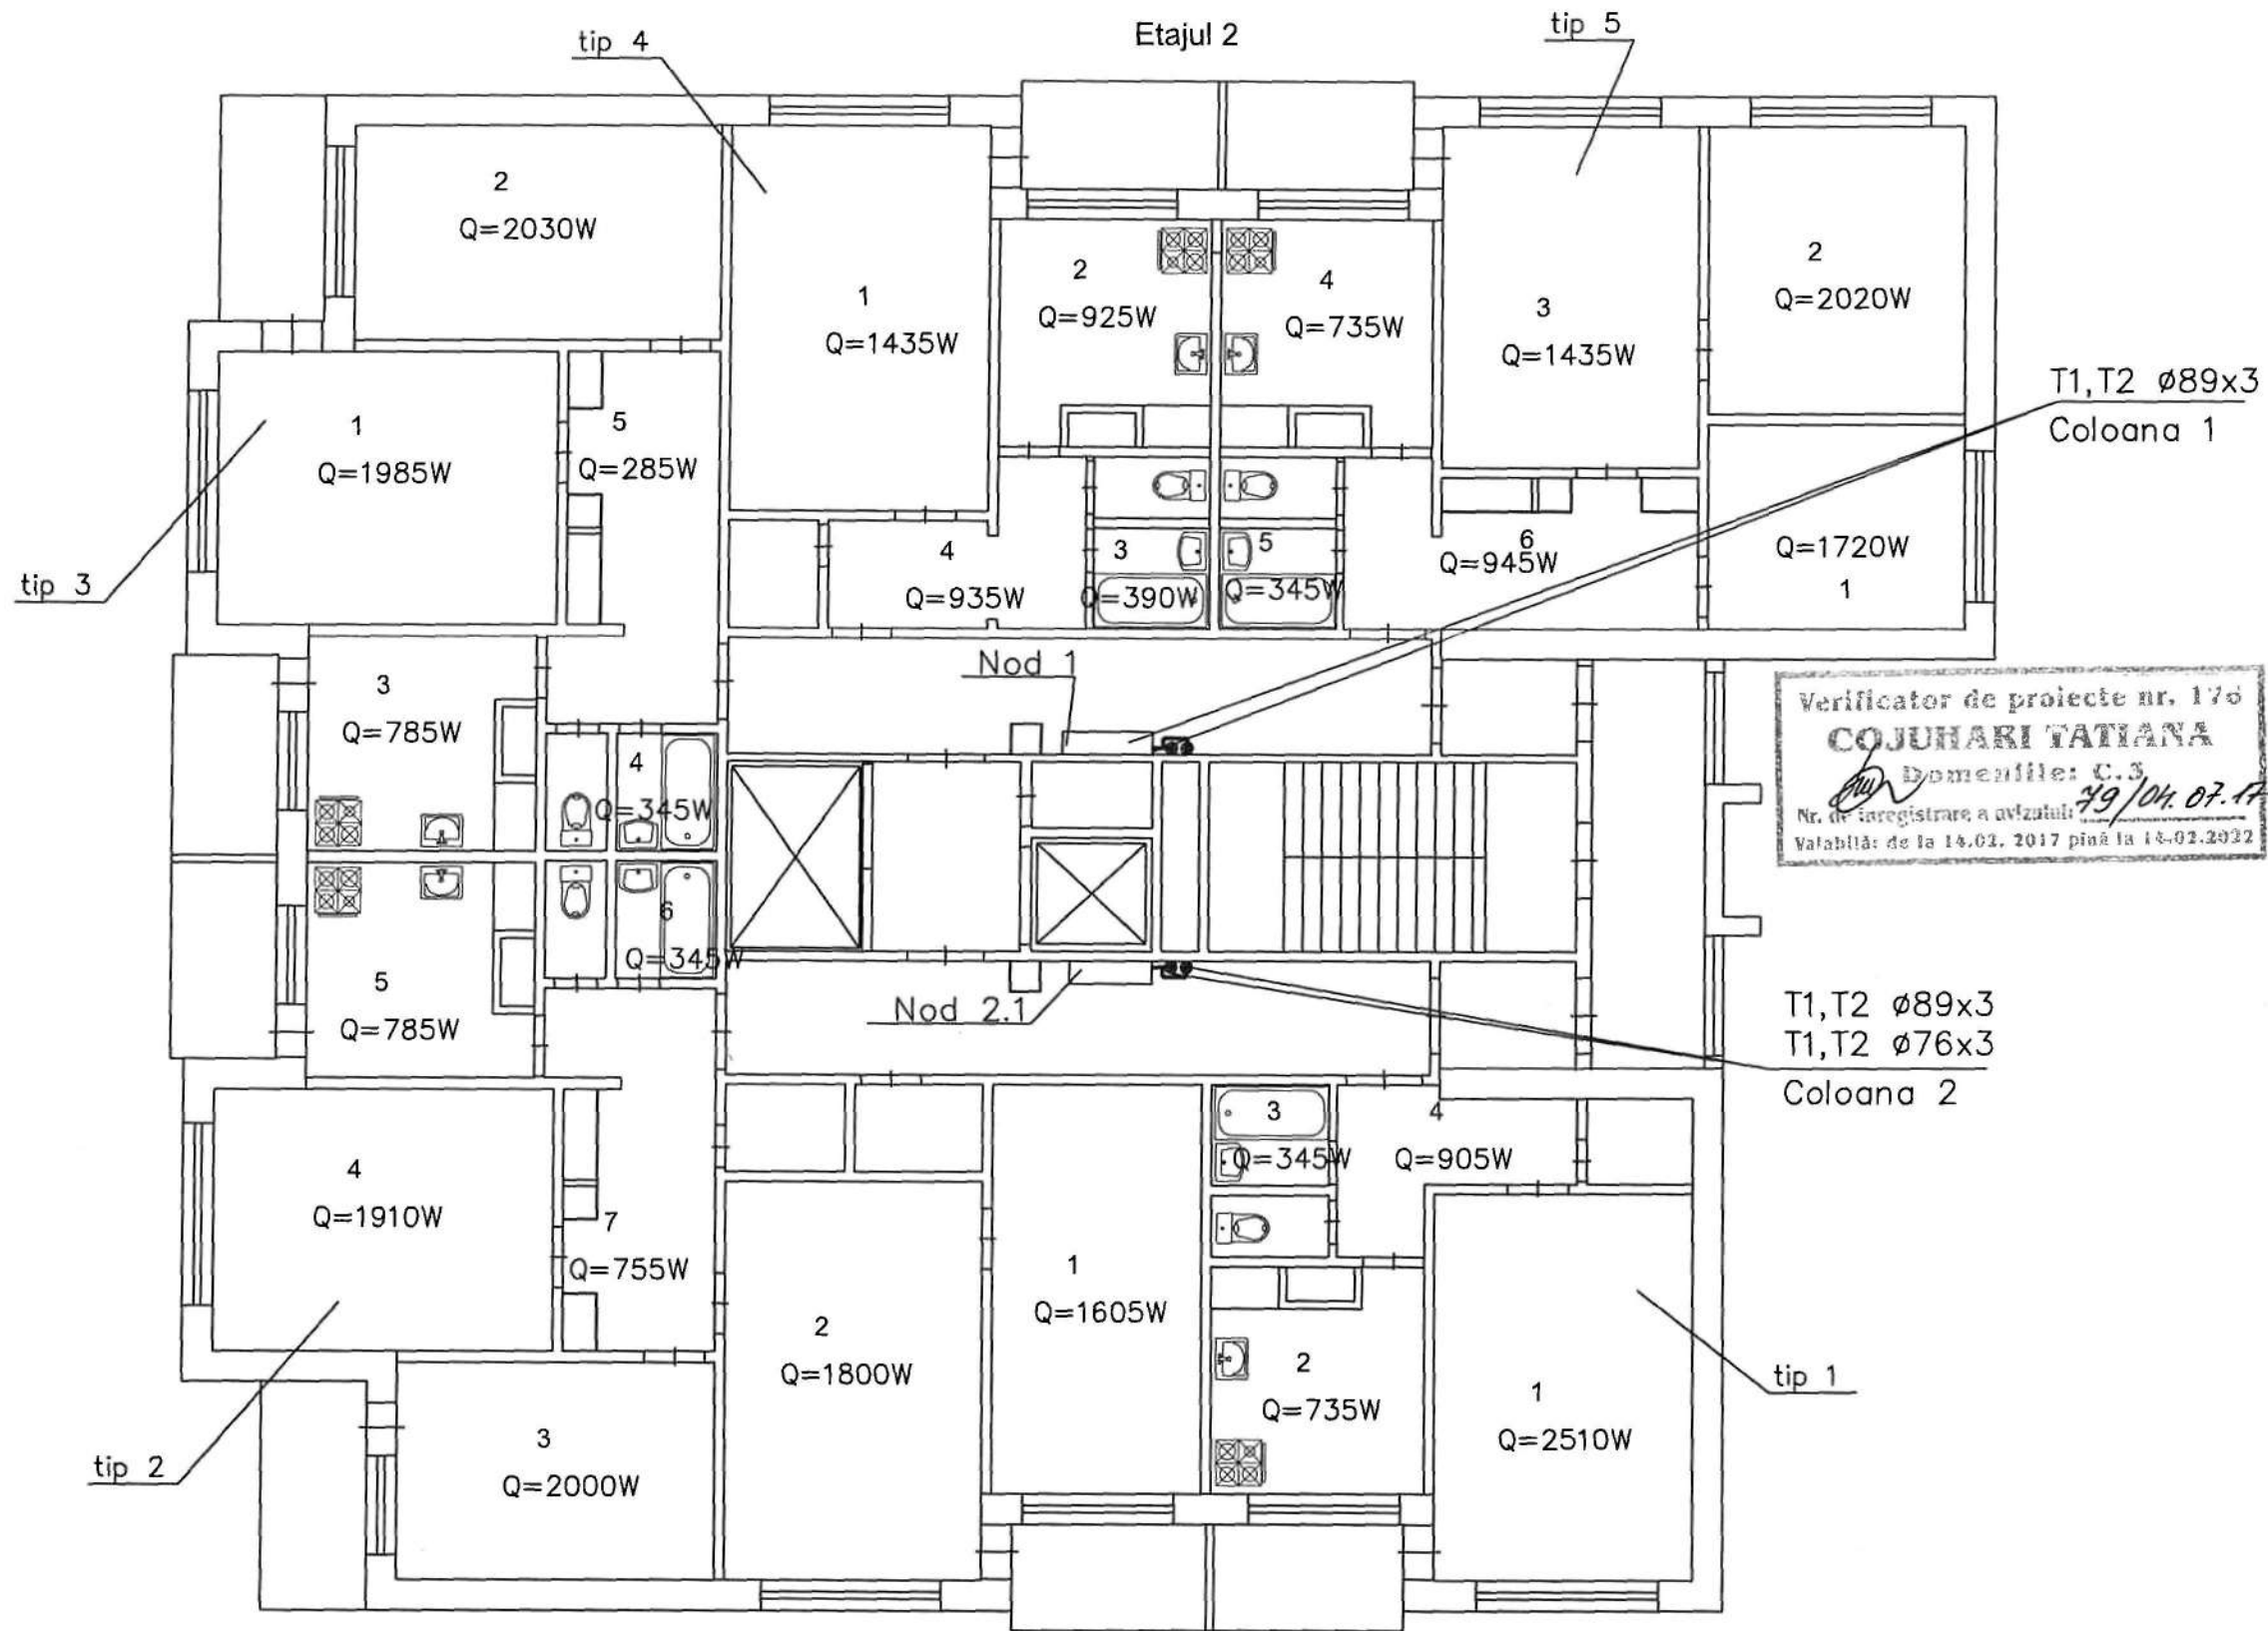 Etajul 2
tip 4
tip 5
2
Q=2030W
1
Q=1435W
2
Q=925W
4
Q=735W
3
Q=1435W
2
Q=2020W
T1,T2 ø89x3
Coloana 1
1
Q=1985W
5
Q=285W
tip 3
4
Q=935W
3
Q=390W
5
Q=345W
6
Q=945W
Q=1720W
1
Nod 1
3
Q=785W
4
Q=345W
Verificator de proiecte nr. 176
COJUHARI TATIANA
Domeniile: C.3
Nr. de inregistrare a avizului: 79/04.07.17
Valabilă: de la 14.02. 2017 pînă la 14.02.2022
6
Q=345W
5
Q=785W
Nod 2.1
T1,T2 ø89x3
T1,T2 ø76x3
Coloana 2
4
Q=1910W
7
Q=755W
2
Q=1800W
1
Q=1605W
3
Q=345W
4
Q=905W
2
Q=735W
1
Q=2510W
tip 1
3
Q=2000W
tip 2